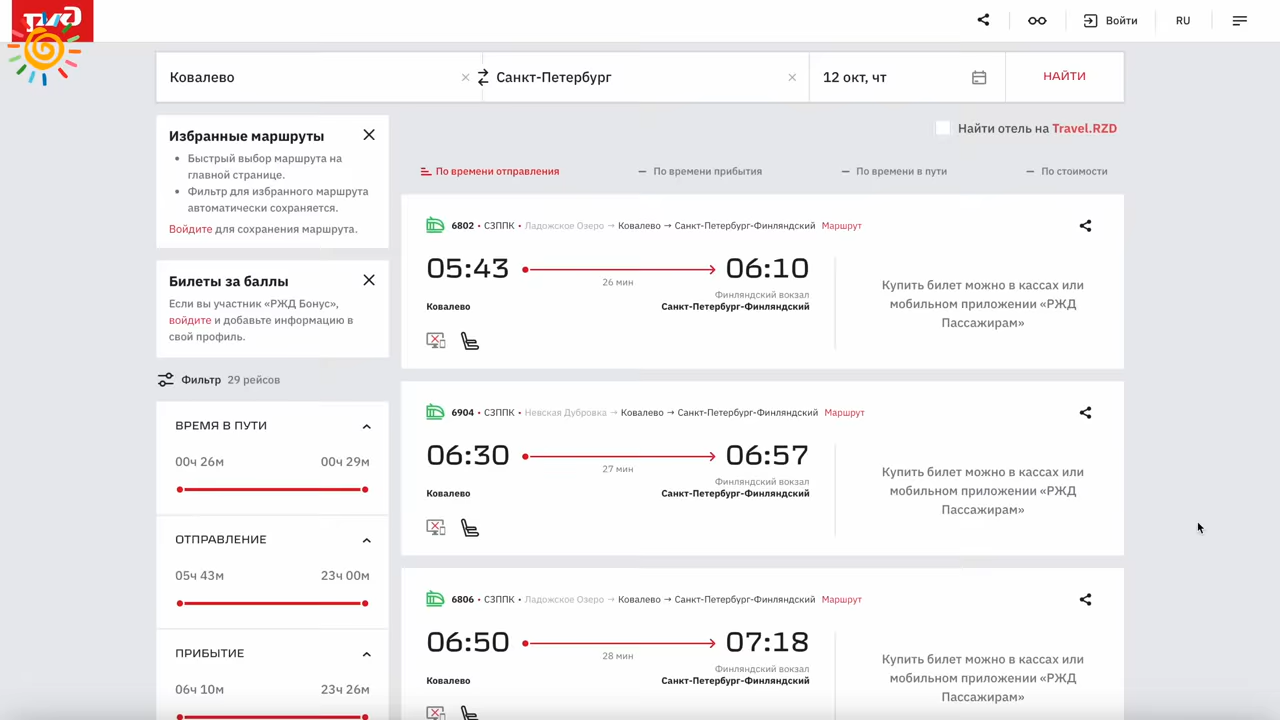 Войти
RU
Ковалево
Санкт-Петербург
12 окт, чт
НАЙТИ
Найти отель на Travel.RZD
Избранные маршруты
• Быстрый выбор маршрута на
главной странице.
• Фильтр для избранного маршрута
автоматически сохраняется.
Войдите для сохранения маршрута.
Билеты за баллы
Если вы участник «РЖД Бонус»,
войдите и добавьте информацию в
свой профиль.
Фильтр 29 рейсов
ВРЕМЯ В ПУТИ
00ч 26м 00ч 29м
ОТПРАВЛЕНИЕ
05ч 43м 23ч 00м
ПРИБЫТИЕ
06ч 10м 23ч 26м
По времени отправления
По времени прибытия
По времени в пути
По стоимости
6802 • СЗППК • Ладожское Озеро → Ковалево → Санкт-Петербург-Финляндский Маршрут
05:43 06:10
26 мин
Финляндский вокзал
Ковалево Санкт-Петербург-Финляндский
Купить билет можно в кассах или
мобильном приложении «РЖД
Пассажирам»
6904 • СЗППК • Невская Дубровка → Ковалево → Санкт-Петербург-Финляндский Маршрут
06:30 06:57
27 мин
Финляндский вокзал
Ковалево Санкт-Петербург-Финляндский
Купить билет можно в кассах или
мобильном приложении «РЖД
Пассажирам»
6806 • СЗППК • Ладожское Озеро → Ковалево → Санкт-Петербург-Финляндский Маршрут
06:50 07:18
28 мин
Финляндский вокзал
Ковалево Санкт-Петербург-Финляндский
Купить билет можно в кассах или
мобильном приложении «РЖД
Пассажирам»